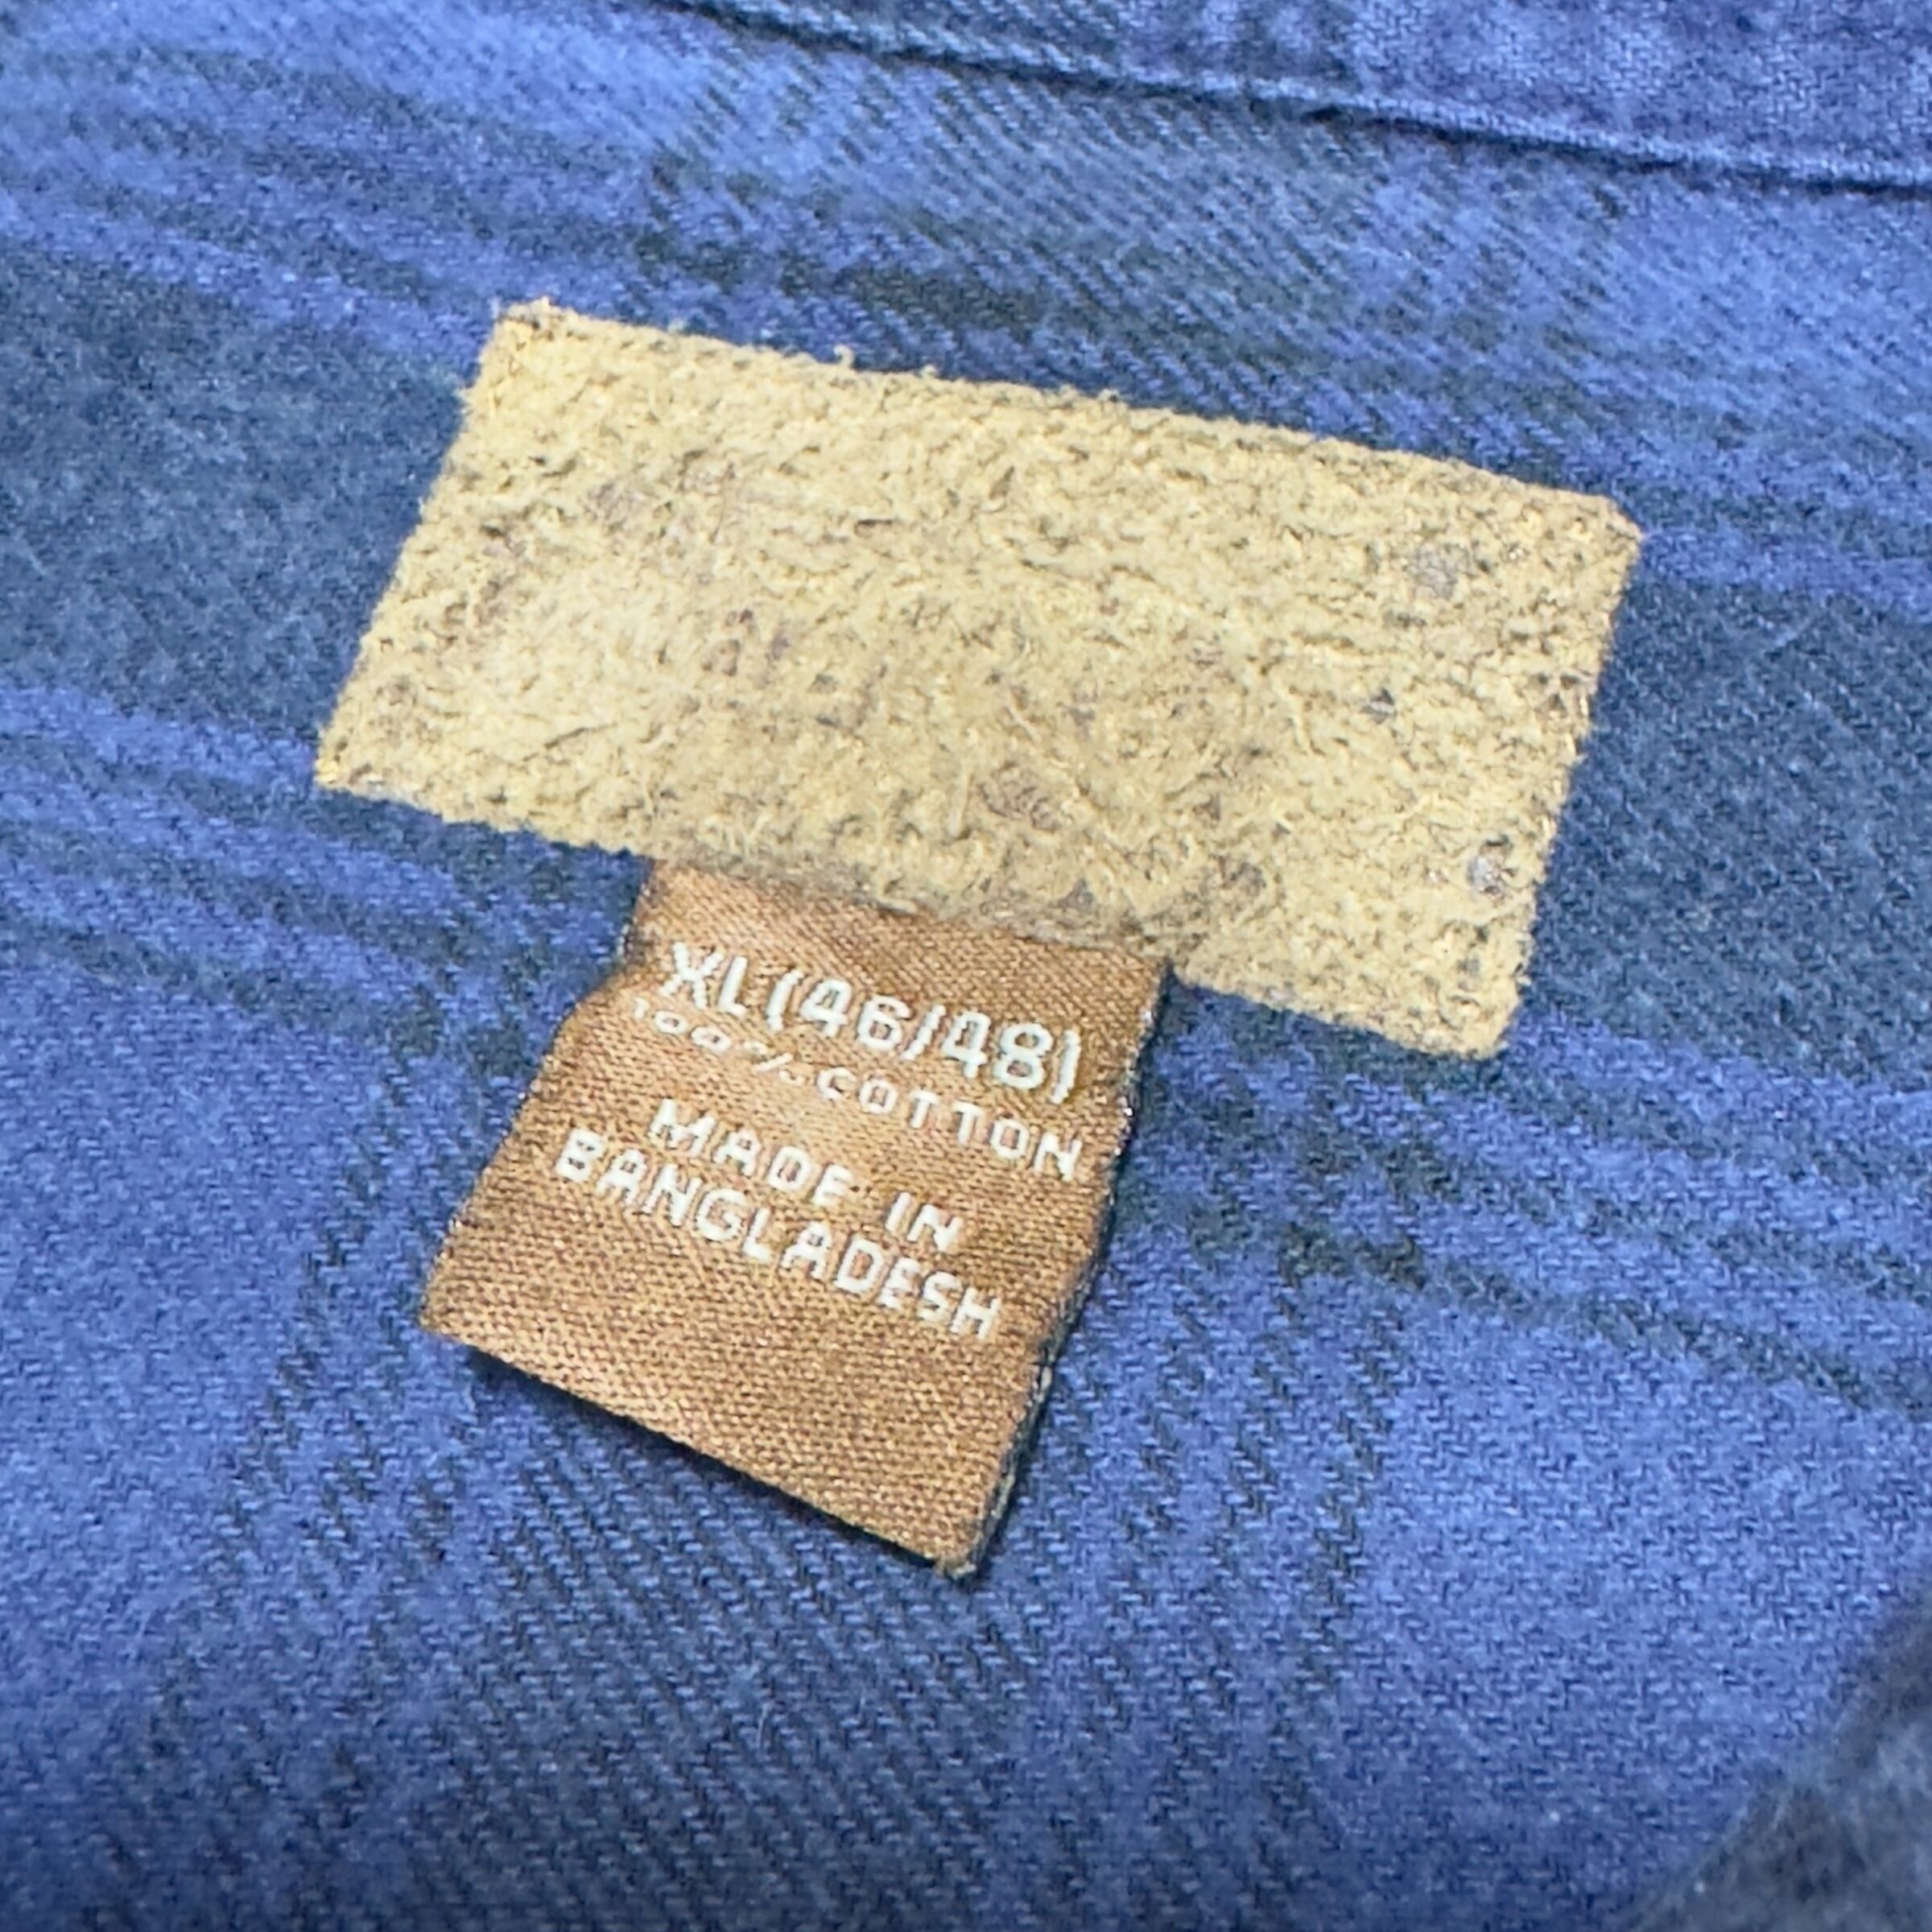 XL(46/48)
100% COTTON
MADE IN
BANGLADESH